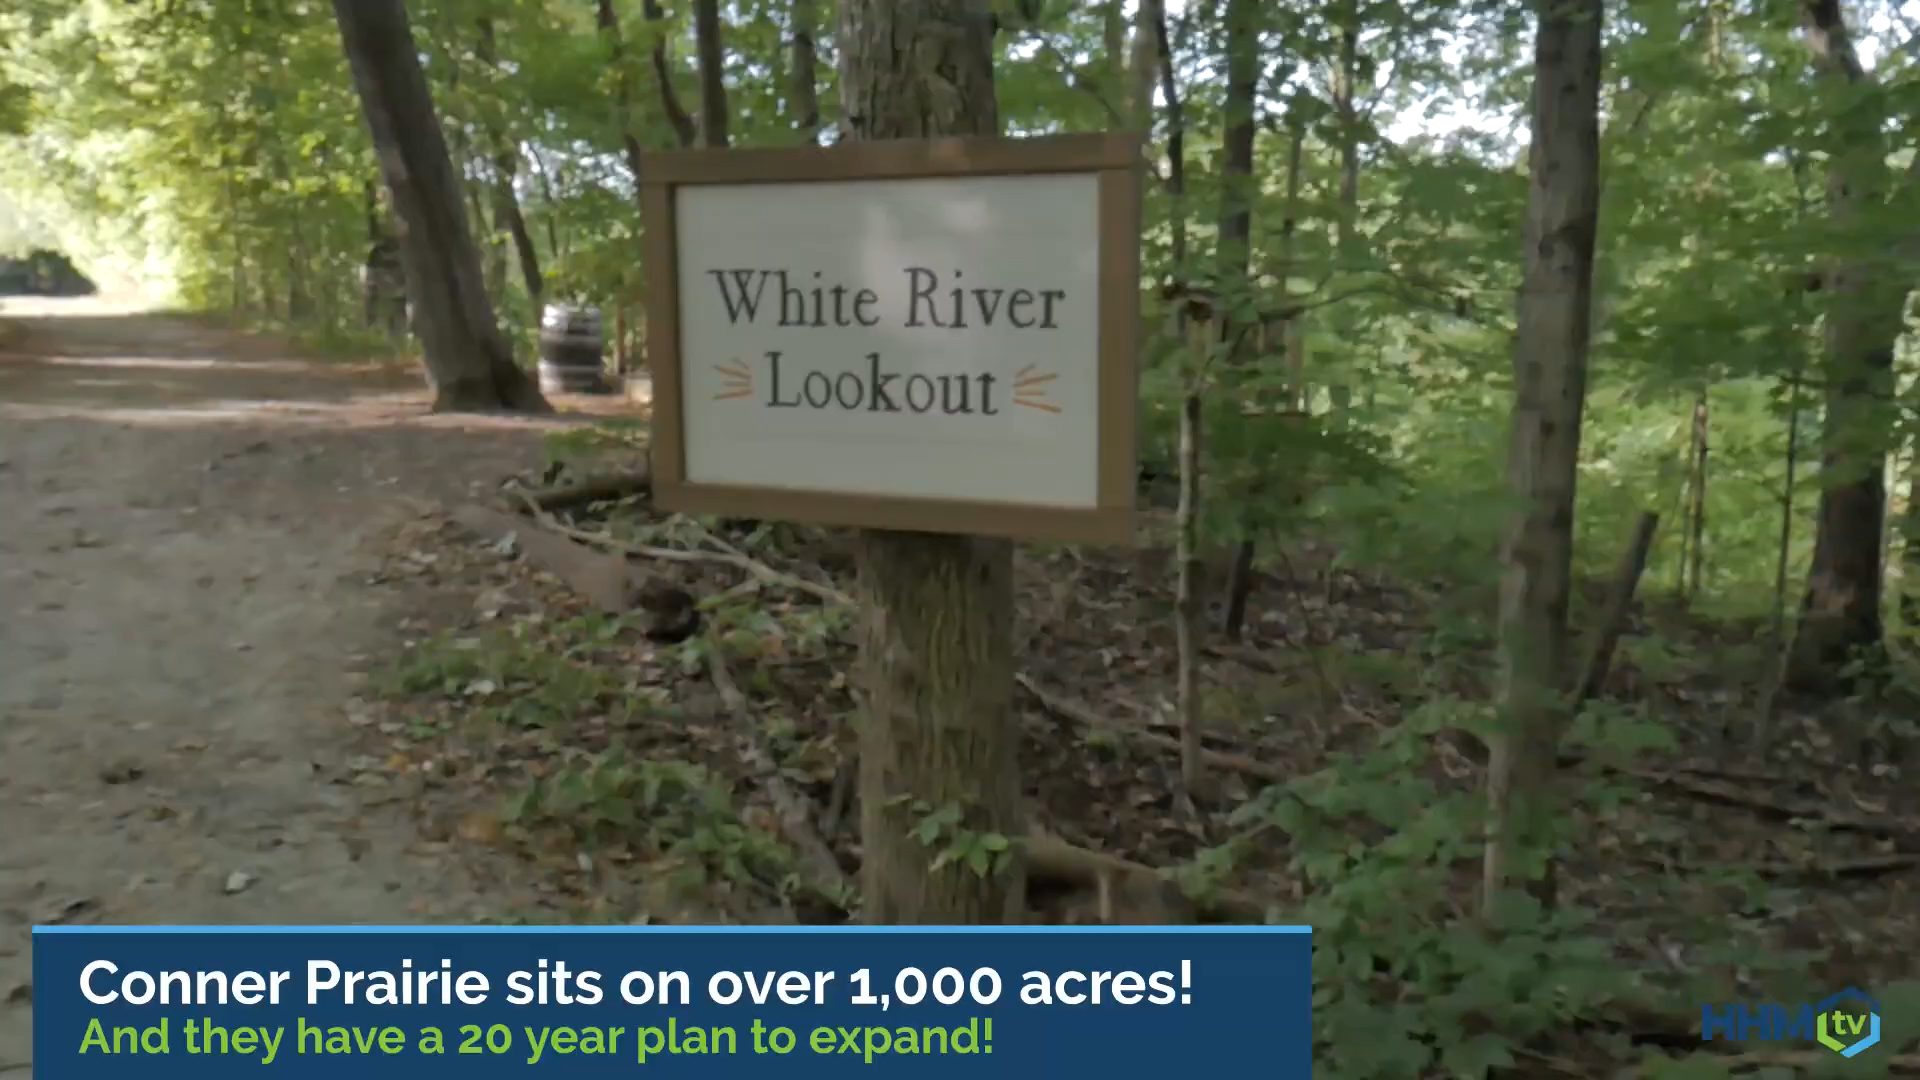 White River
Lookout
Conner Prairie sits on over 1,000 acres!
And they have a 20 year plan to expand!
HHM tv